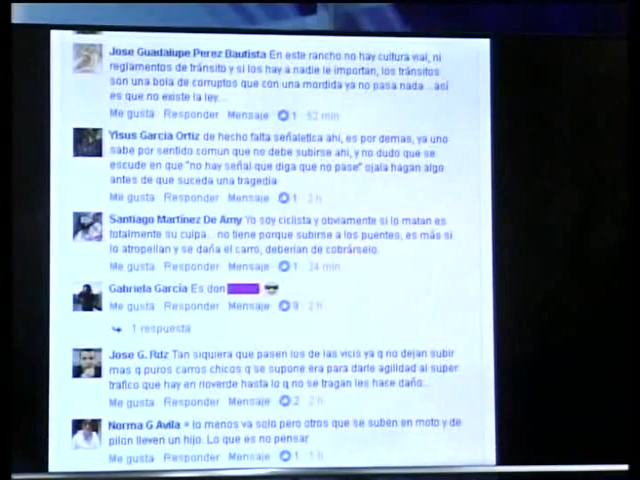 Jose Guadalupe Perez Bautista En este rancho no hay cultura vial, ni
reglamentos de tránsito y si los hay a nadie le importan, los tránsitos
son una bola de corruptos que con una mordida ya no pasa nada...así
es que no existe la ley...
Me gusta Responder Mensaje 1 52 min
Yisus Garcia Ortiz de hecho falta señaletica ahi, es por demas, ya uno
sabe por sentido comun que no debe subirse ahi, y no dudo que se
escude en que "no hay señal que diga que no pase" ojala hagan algo
antes de que suceda una tragedia
Me gusta Responder Mensaje 1 2 h
Santiago Martinez De Amy Yo soy ciclista y obviamente si lo matan es
totalmente su culpa... no tiene porque subirse a los puentes, es más si
lo atropellan y se daña el carro, deberían de cobrárselo.
Me gusta Responder Mensaje 1 34 min
Gabriela García Es don
Me gusta Responder Mensaje 9 2 h
1 respuesta
Jose G. Rdz Tan siquiera que pasen los de las vicis ya q no dejan subir
mas q puros carros chicos q se supone era para darle agilidad al super
trafico que hay en rioverde hasta lo q no se tragan les hace daño...
Me gusta Responder Mensaje 2 2 h
Norma G Avila + lo menos va solo pero otros que se suben en moto y de
pilon lleven un hijo. Lo que es no pensar
Me gusta Responder Mensaje 1 1 h